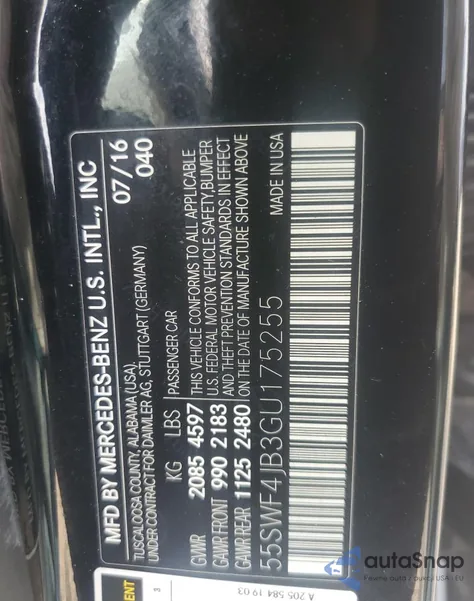 MFD BY MERCEDES-BENZ U.S. INTL., INC
TUSCALOOSA COUNTY, ALABAMA (USA)
UNDER CONTRACT FOR DAIMLER AG, STUTTGART (GERMANY)
07/16
040
KG LBS
GVWR 2085 4597
GAWR FRONT 990 2183
GAWR REAR 1125 2480
PASSENGER CAR
THIS VEHICLE CONFORMS TO ALL APPLICABLE
U.S. FEDERAL MOTOR VEHICLE SAFETY, BUMPER
AND THEFT PREVENTION STANDARDS IN EFFECT
ON THE DATE OF MANUFACTURE SHOWN ABOVE
55SWF4JB3GU175255
MADE IN USA
A 205 584 19 03
autoSnap